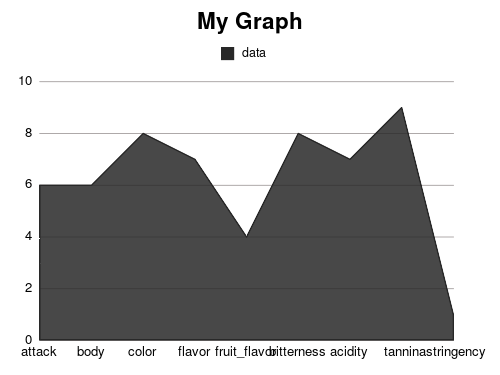 My Graph
data
10
8
6
4
2
0
attack body color flavor fruit_flavor bitterness acidity tannin astringency